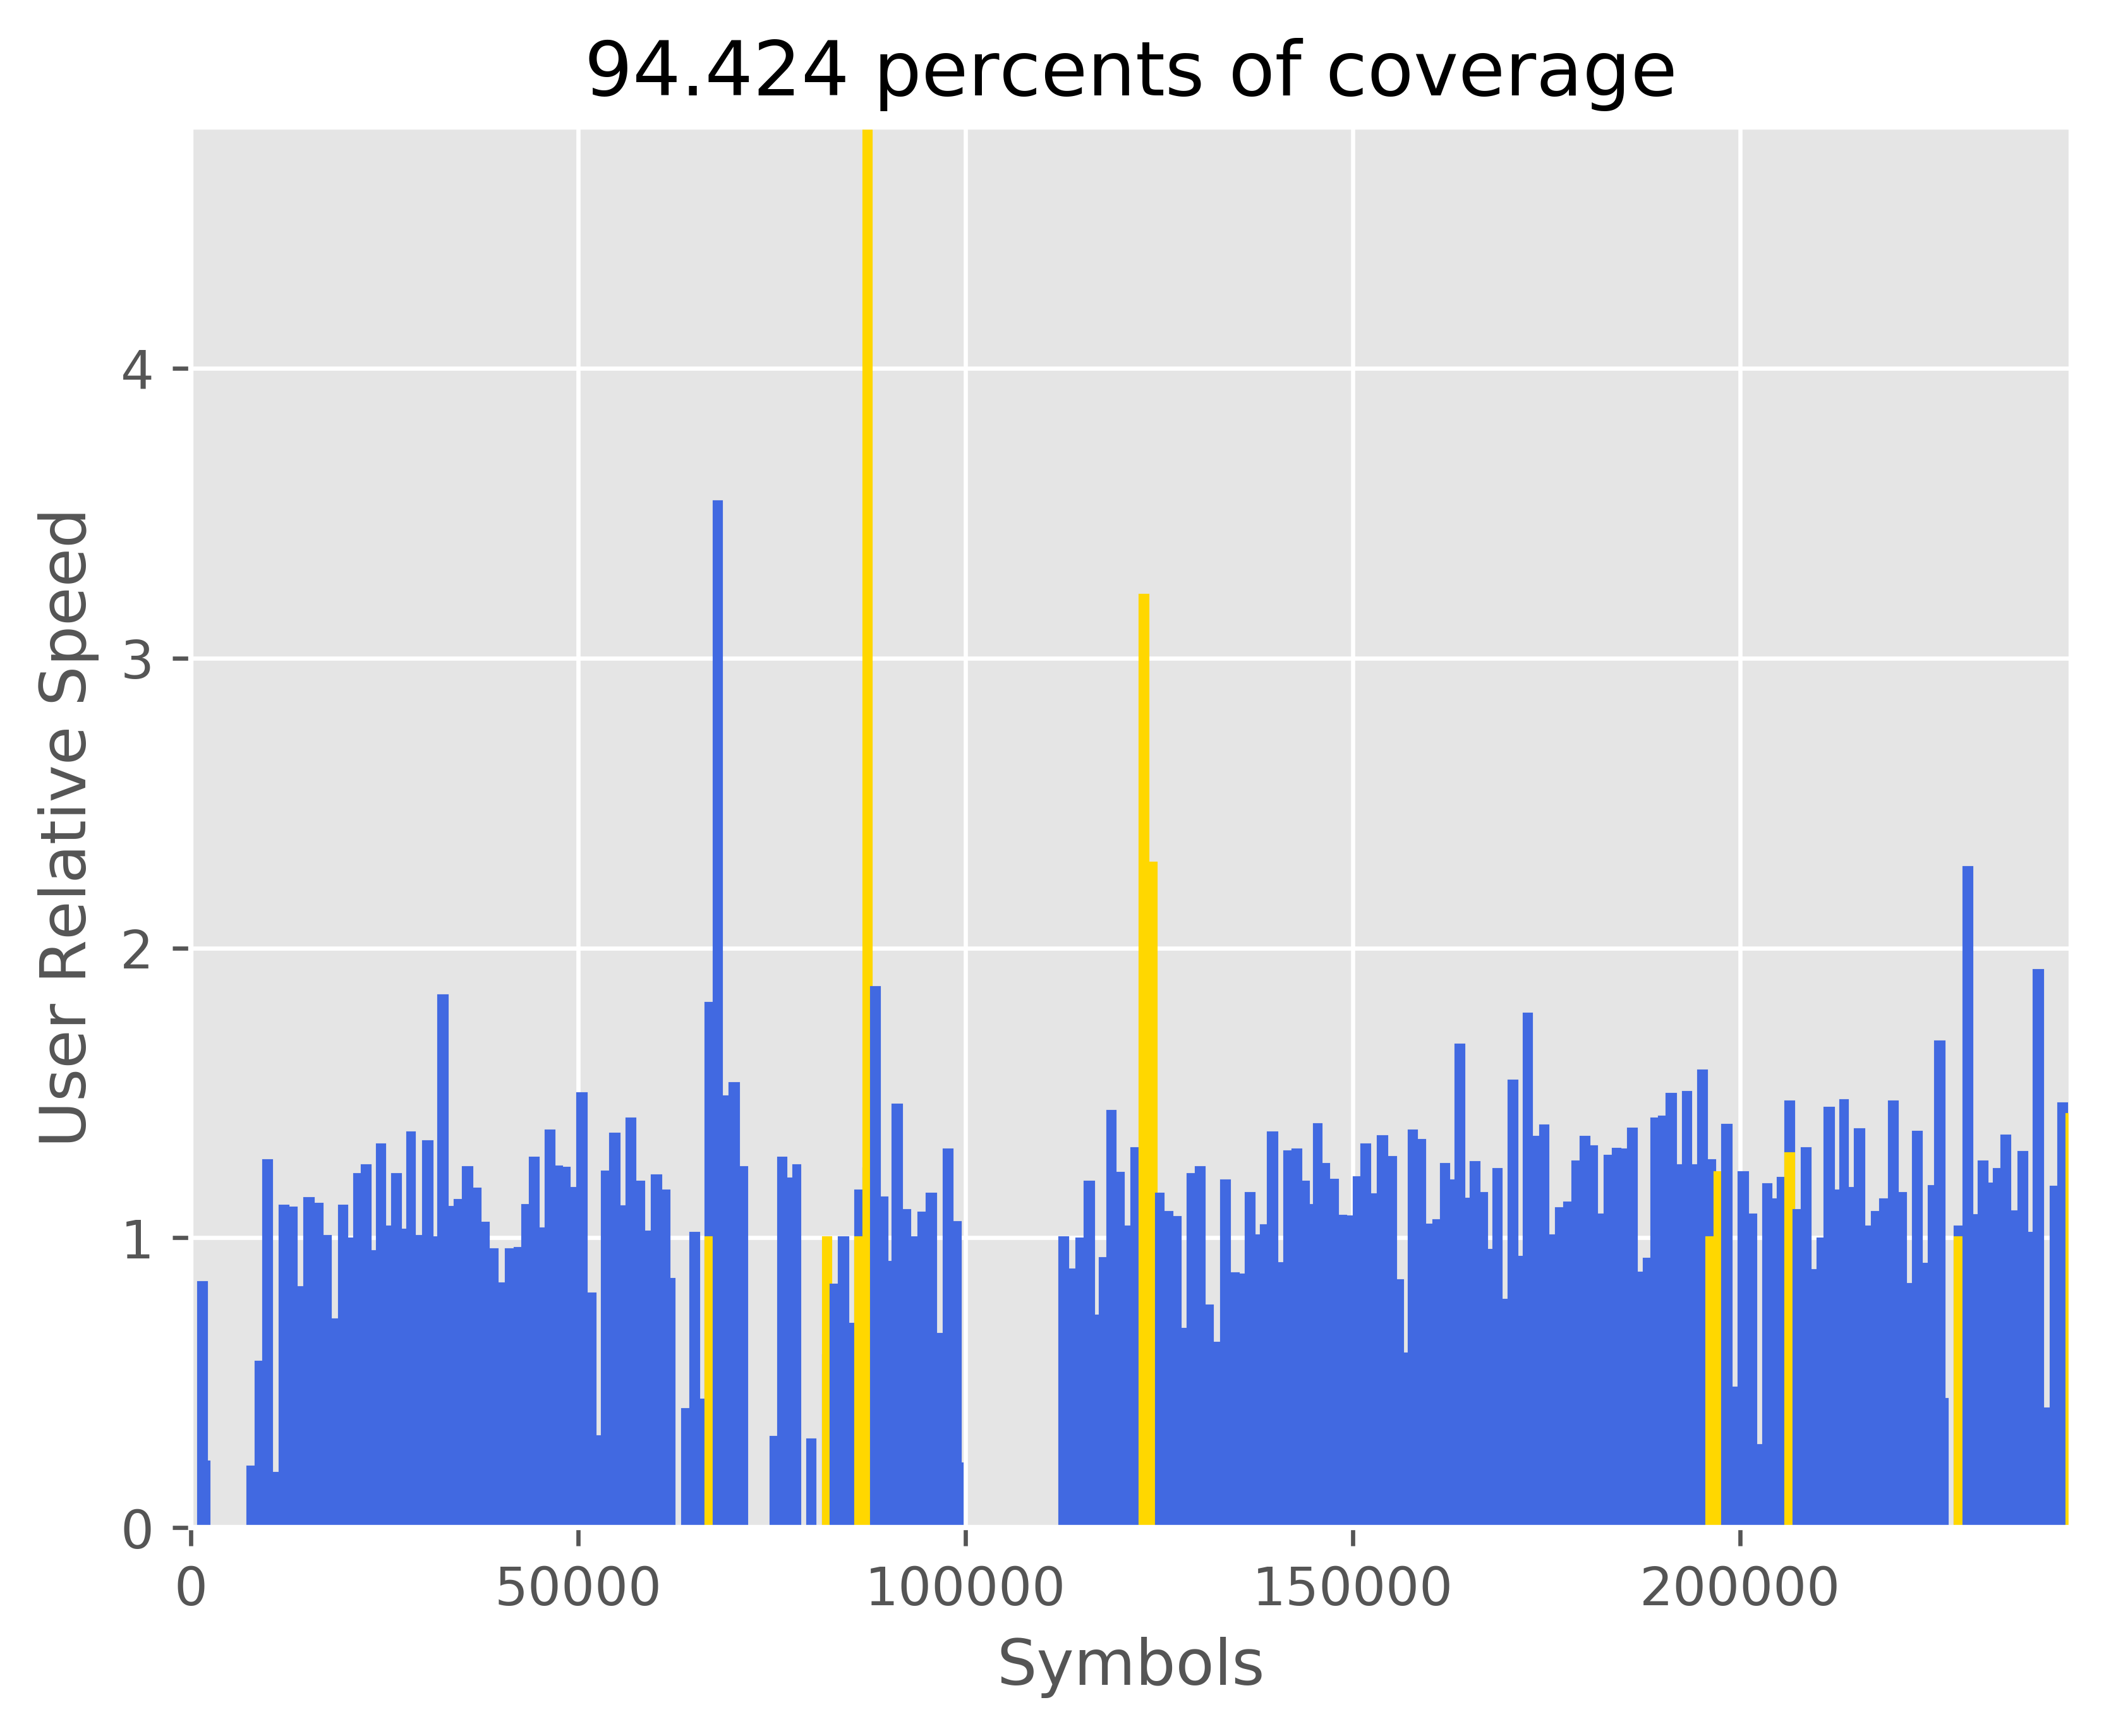 94.424 percents of coverage
User Relative Speed
4
3
2
1
0
0 50000 100000 150000 200000
Symbols